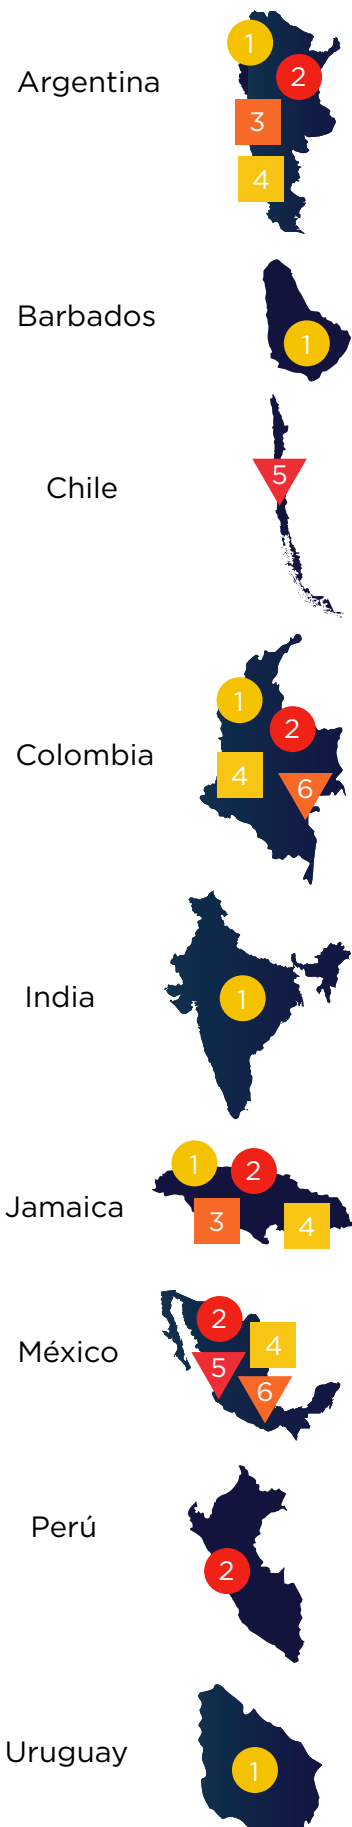 1
Argentina
2
3
4
Barbados
1
Chile
5
1
2
Colombia
4
6
India
1
1
2
Jamaica
3
4
2
4
México
5
6
Perú
2
Uruguay
1